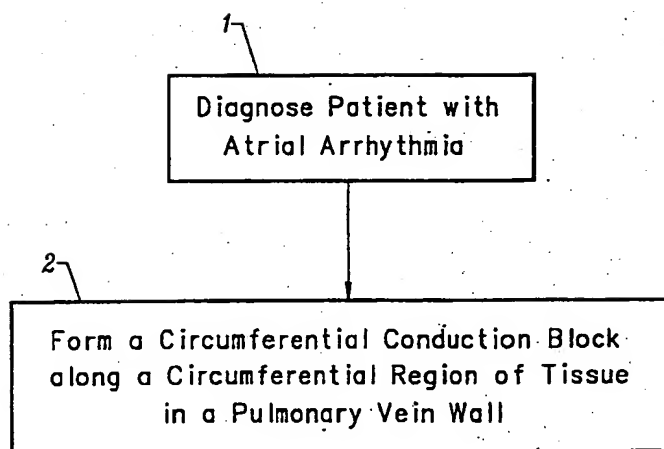 1
Diagnose Patient with
Atrial Arrhythmia
2
Form a Circumferential Conduction Block
along a Circumferential Region of Tissue
in a Pulmonary Vein Wall